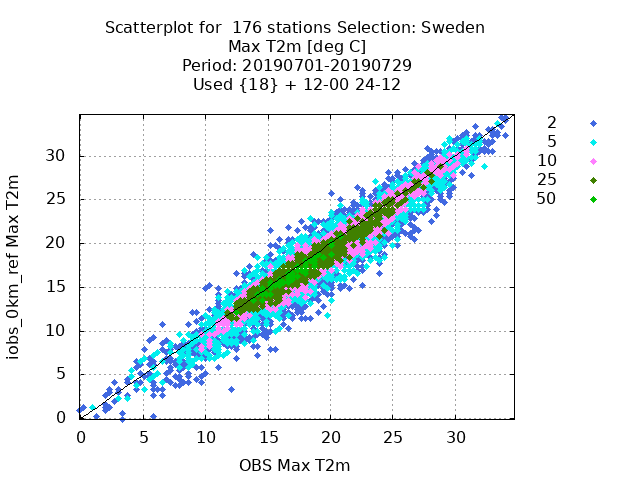 Scatterplot for  176 stations Selection: Sweden
Max T2m [deg C]
Period: 20190701-20190729
Used {18} + 12-00 24-12
2
5
10
25
50
iobs_0km_ref Max T2m
30
25
20
15
10
5
0
0 5 10 15 20 25 30
OBS Max T2m